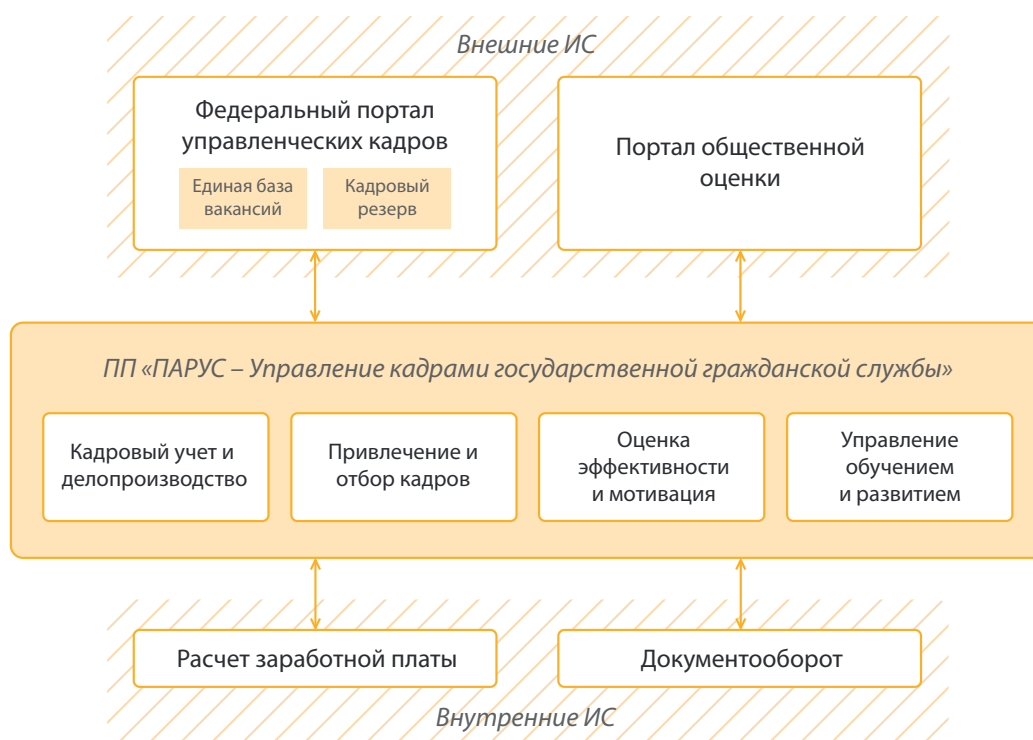 Внешние ИС
Федеральный портал
управленческих кадров
Единая база
вакансий
Кадровый
резерв
Портал общественной
оценки
ПП «ПАРУС – Управление кадрами государственной гражданской службы»
Кадровый учет и
делопроизводство
Привлечение и
отбор кадров
Оценка
эффективности
и мотивация
Управление
обучением
и развитием
Расчет заработной платы
Документооборот
Внутренние ИС